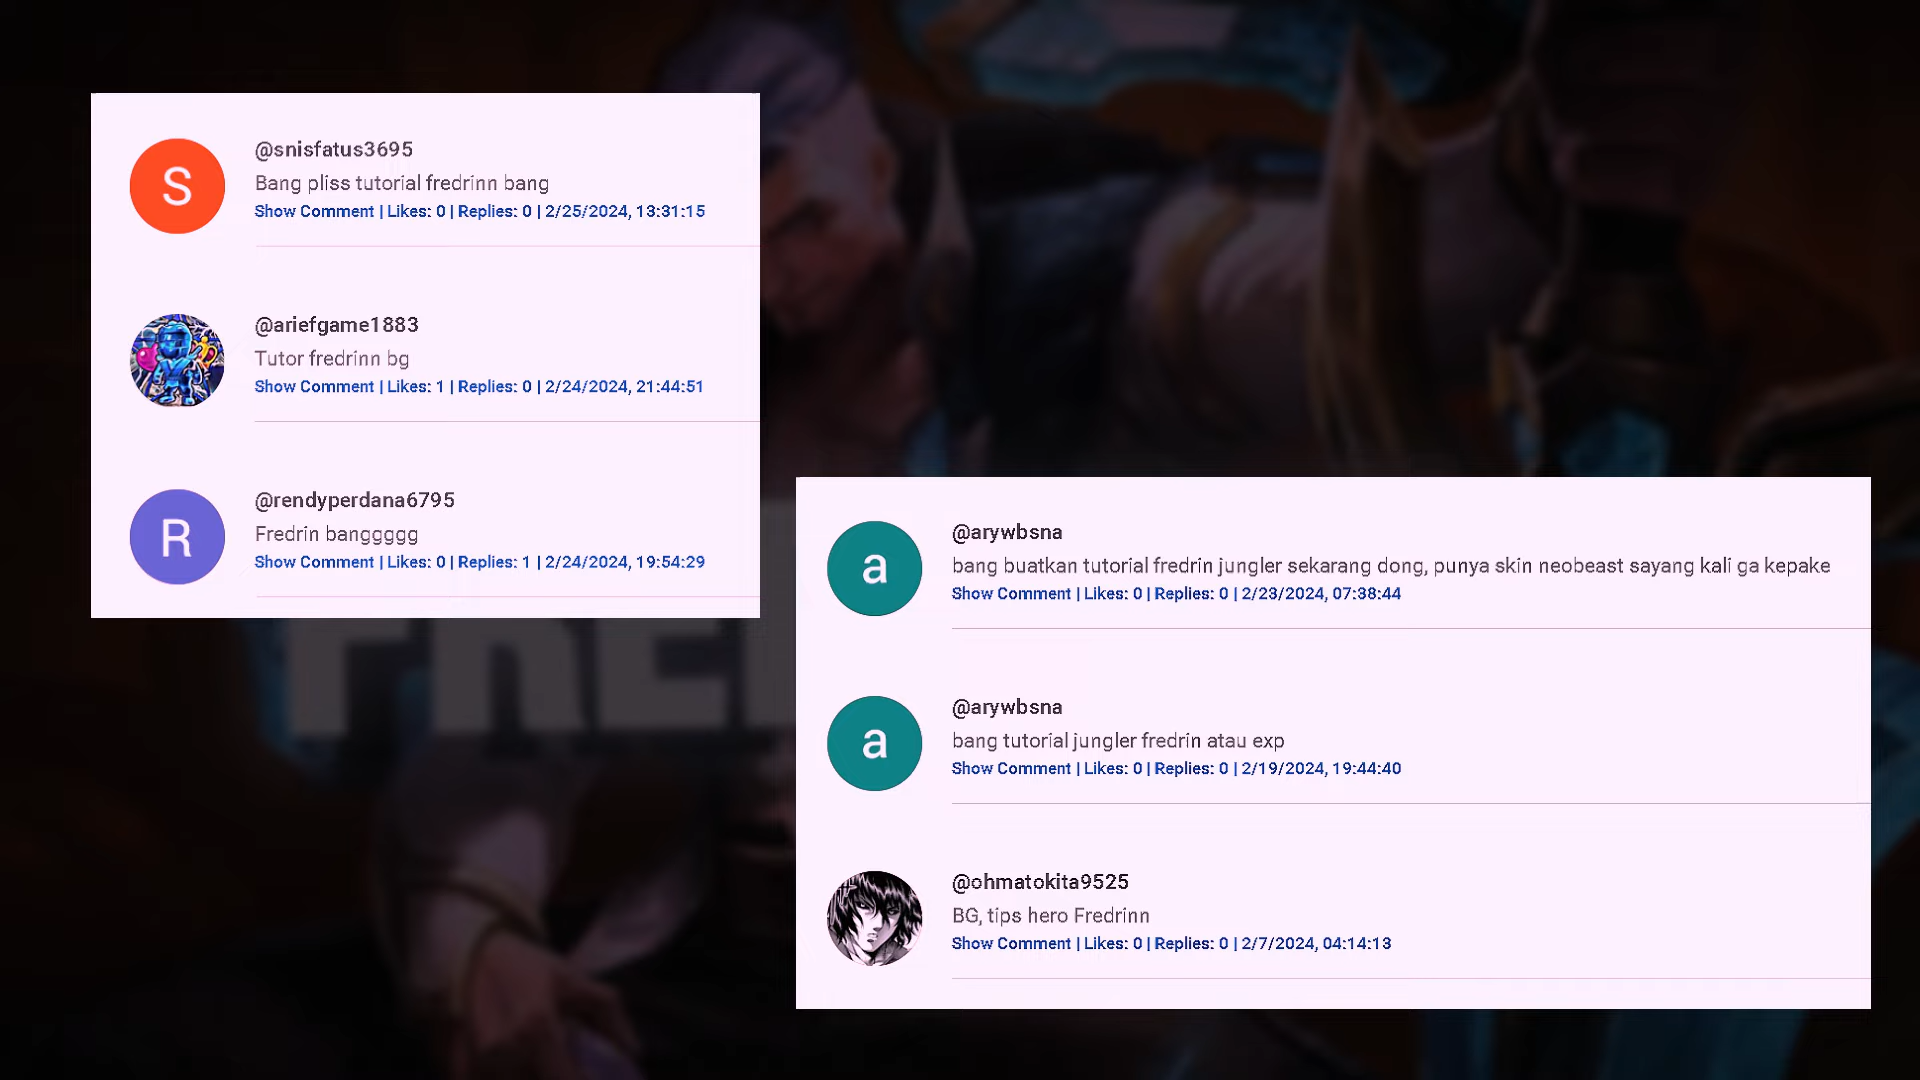 S
@snisfatus3695
Bang pliss tutorial fredrinn bang
Show Comment | Likes: 0 | Replies: 0 | 2/25/2024, 13:31:15
@ariefgame1883
Tutor fredrinn bg
Show Comment | Likes: 1 | Replies: 0 | 2/24/2024, 21:44:51
R
@rendyperdana6795
Fredrin banggggg
Show Comment | Likes: 0 | Replies: 1 | 2/24/2024, 19:54:29
a
@arywbsna
bang buatkan tutorial fredrin jungler sekarang dong, punya skin neobeast sayang kali ga kepake
Show Comment | Likes: 0 | Replies: 0 | 2/23/2024, 07:38:44
a
@arywbsna
bang tutorial jungler fredrin atau exp
Show Comment | Likes: 0 | Replies: 0 | 2/19/2024, 19:44:40
@ohmatokita9525
BG, tips hero Fredrinn
Show Comment | Likes: 0 | Replies: 0 | 2/7/2024, 04:14:13